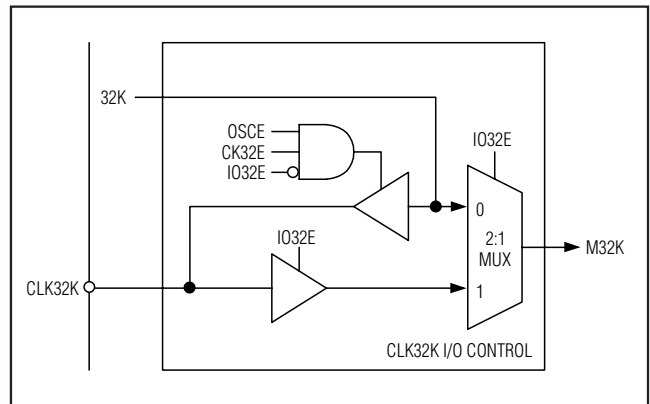 32K
OSCE
CK32E
IO32E
IO32E
0
2:1
MUX
M32K
IO32E
CLK32K
1
CLK32K I/O CONTROL